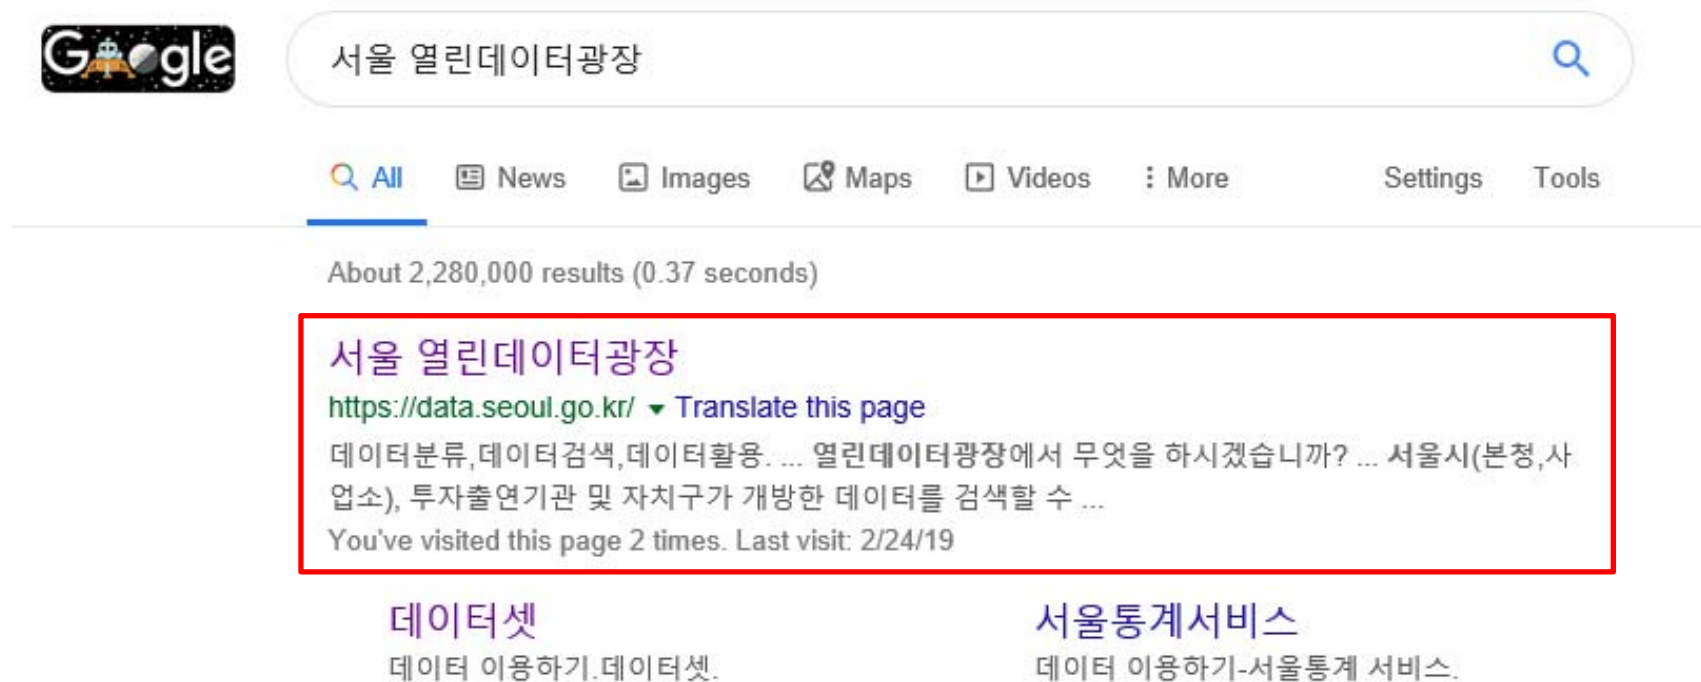 Google
서울 열린데이터광장
All News Images Maps Videos More Settings Tools
About 2,280,000 results (0.37 seconds)
서울 열린데이터광장
https://data.seoul.go.kr/ Translate this page
데이터분류,데이터검색,데이터활용. ... 열린데이터광장에서 무엇을 하시겠습니까? ... 서울시(본청,사
업소), 투자출연기관 및 자치구가 개방한 데이터를 검색할 수 ...
You've visited this page 2 times. Last visit: 2/24/19
데이터셋 서울통계서비스
데이터 이용하기.데이터셋. 데이터 이용하기-서울통계 서비스.